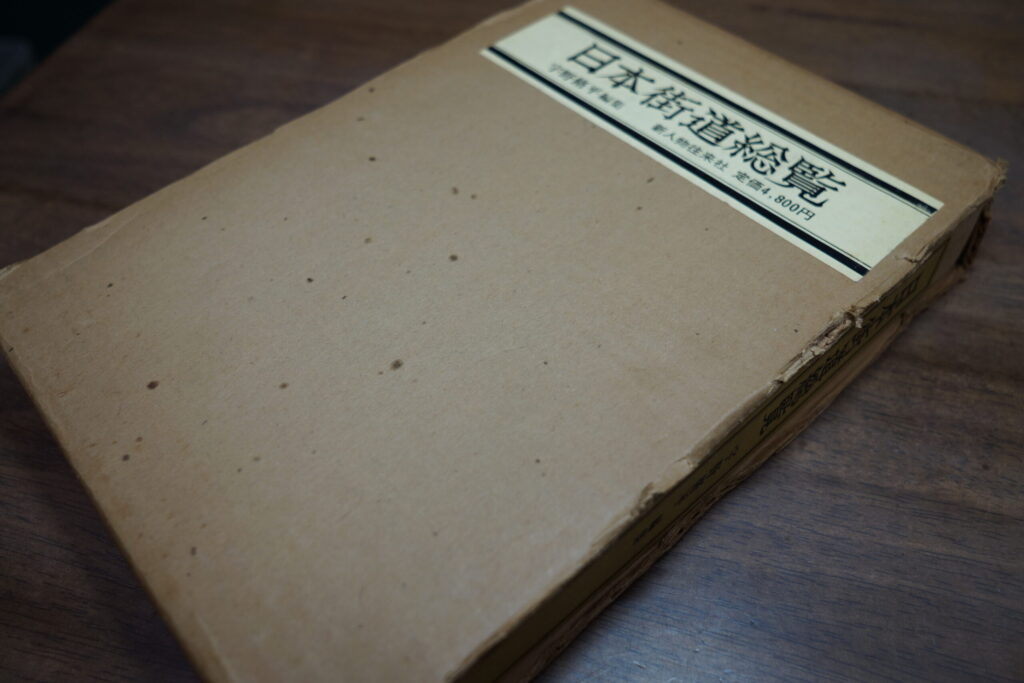 日本街道総覧
宇野脩平編集
新人物往来社 定価4,800円